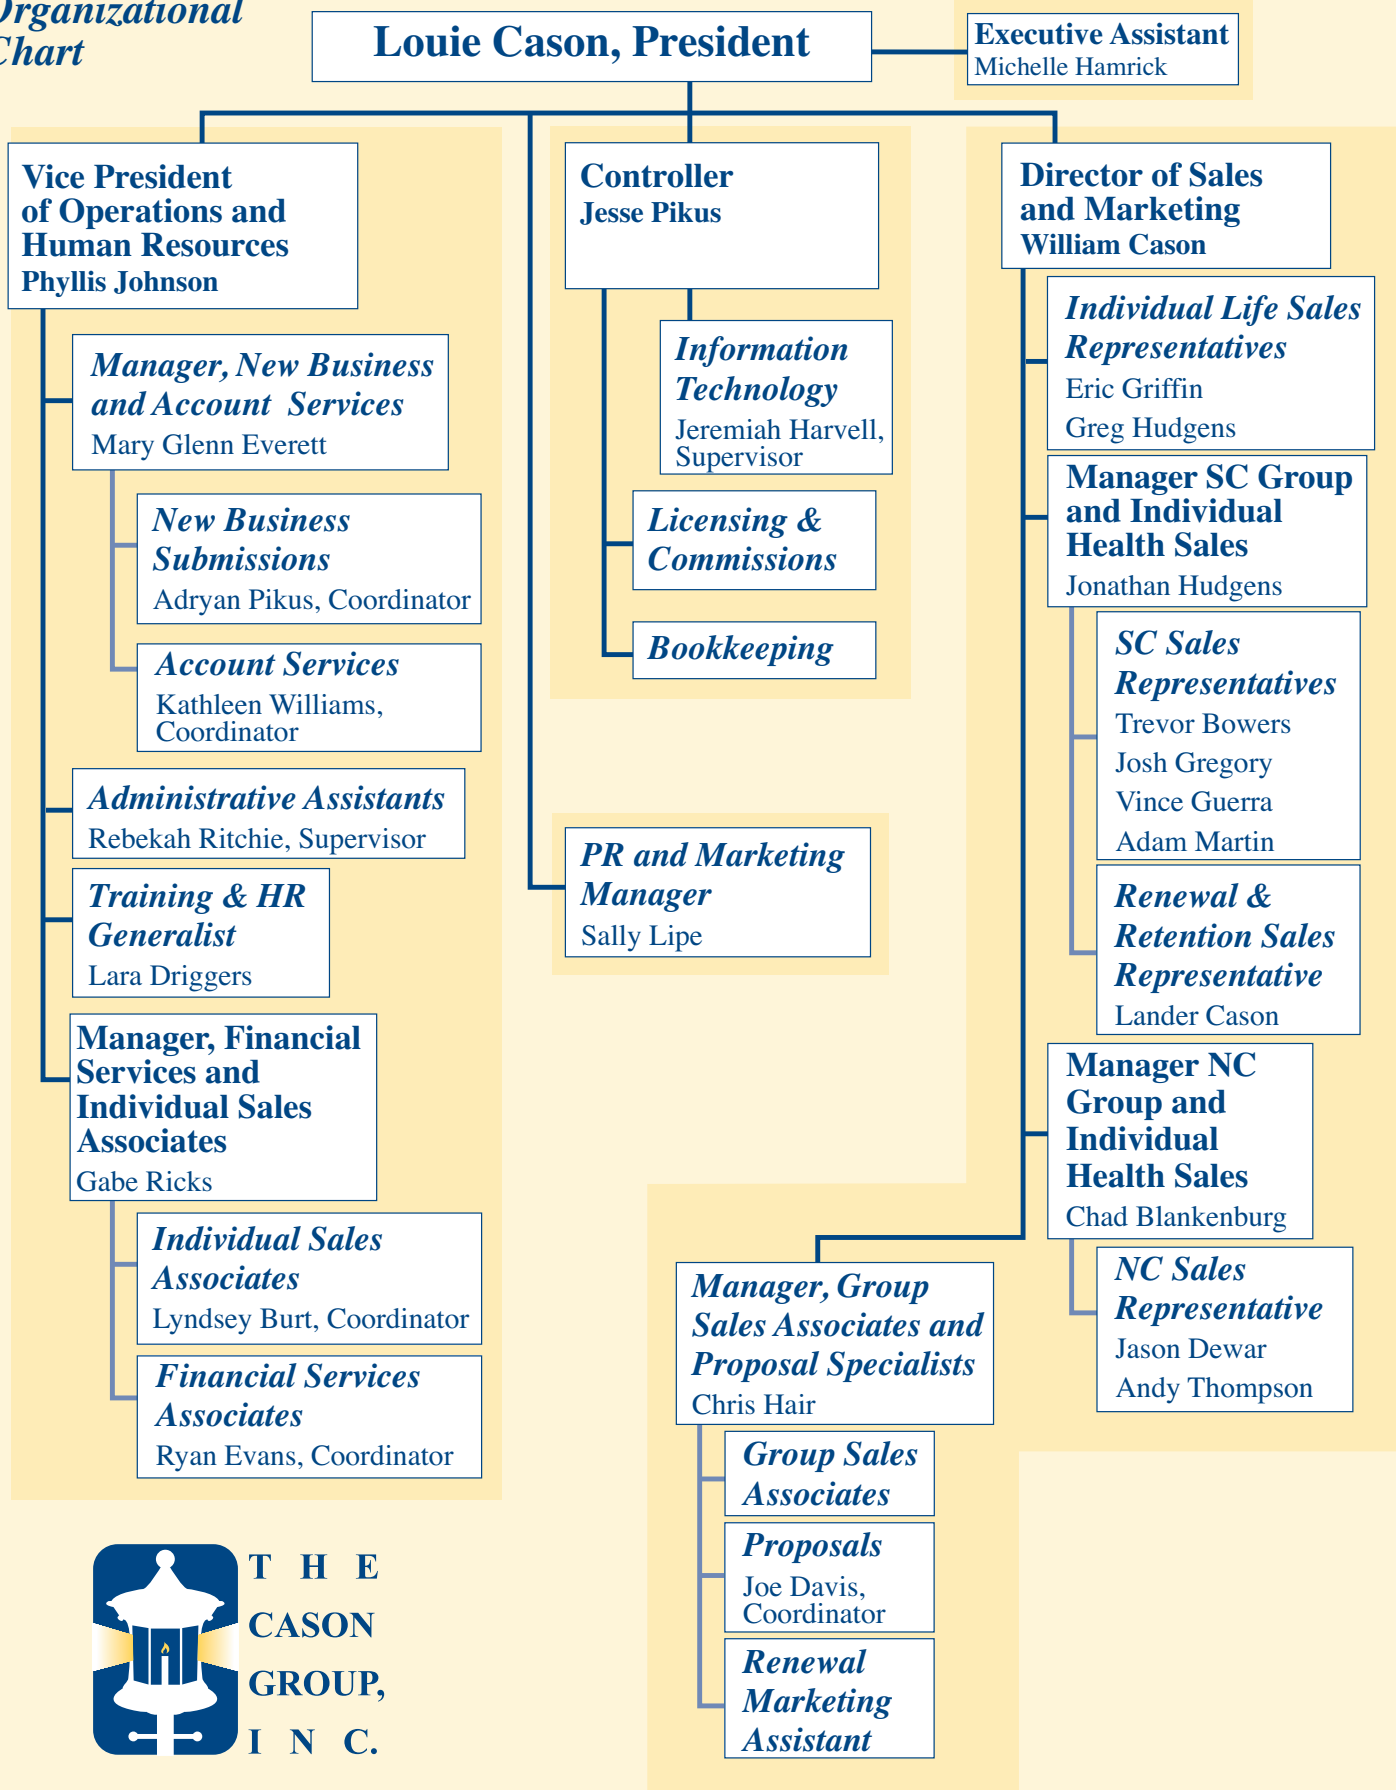 Organizational
Chart
Louie Cason, President
Executive Assistant
Michelle Hamrick
Vice President
of Operations and
Human Resources
Phyllis Johnson
Manager, New Business
and Account Services
Mary Glenn Everett
New Business
Submissions
Adryan Pikus, Coordinator
Account Services
Kathleen Williams,
Coordinator
Administrative Assistants
Rebekah Ritchie, Supervisor
Training & HR
Generalist
Lara Driggers
Manager, Financial
Services and
Individual Sales
Associates
Gabe Ricks
Individual Sales
Associates
Lyndsey Burt, Coordinator
Financial Services
Associates
Ryan Evans, Coordinator
Controller
Jesse Pikus
Information
Technology
Jeremiah Harvell,
Supervisor
Licensing &
Commissions
Bookkeeping
PR and Marketing
Manager
Sally Lipe
Director of Sales
and Marketing
William Cason
Individual Life Sales
Representatives
Eric Griffin
Greg Hudgens
Manager SC Group
and Individual
Health Sales
Jonathan Hudgens
SC Sales
Representatives
Trevor Bowers
Josh Gregory
Vince Guerra
Adam Martin
Renewal &
Retention Sales
Representative
Lander Cason
Manager NC
Group and
Individual
Health Sales
Chad Blankenburg
NC Sales
Representative
Jason Dewar
Andy Thompson
Manager, Group
Sales Associates and
Proposal Specialists
Chris Hair
Group Sales
Associates
Proposals
Joe Davis,
Coordinator
Renewal
Marketing
Assistant
THE
CASON
GROUP,
INC.